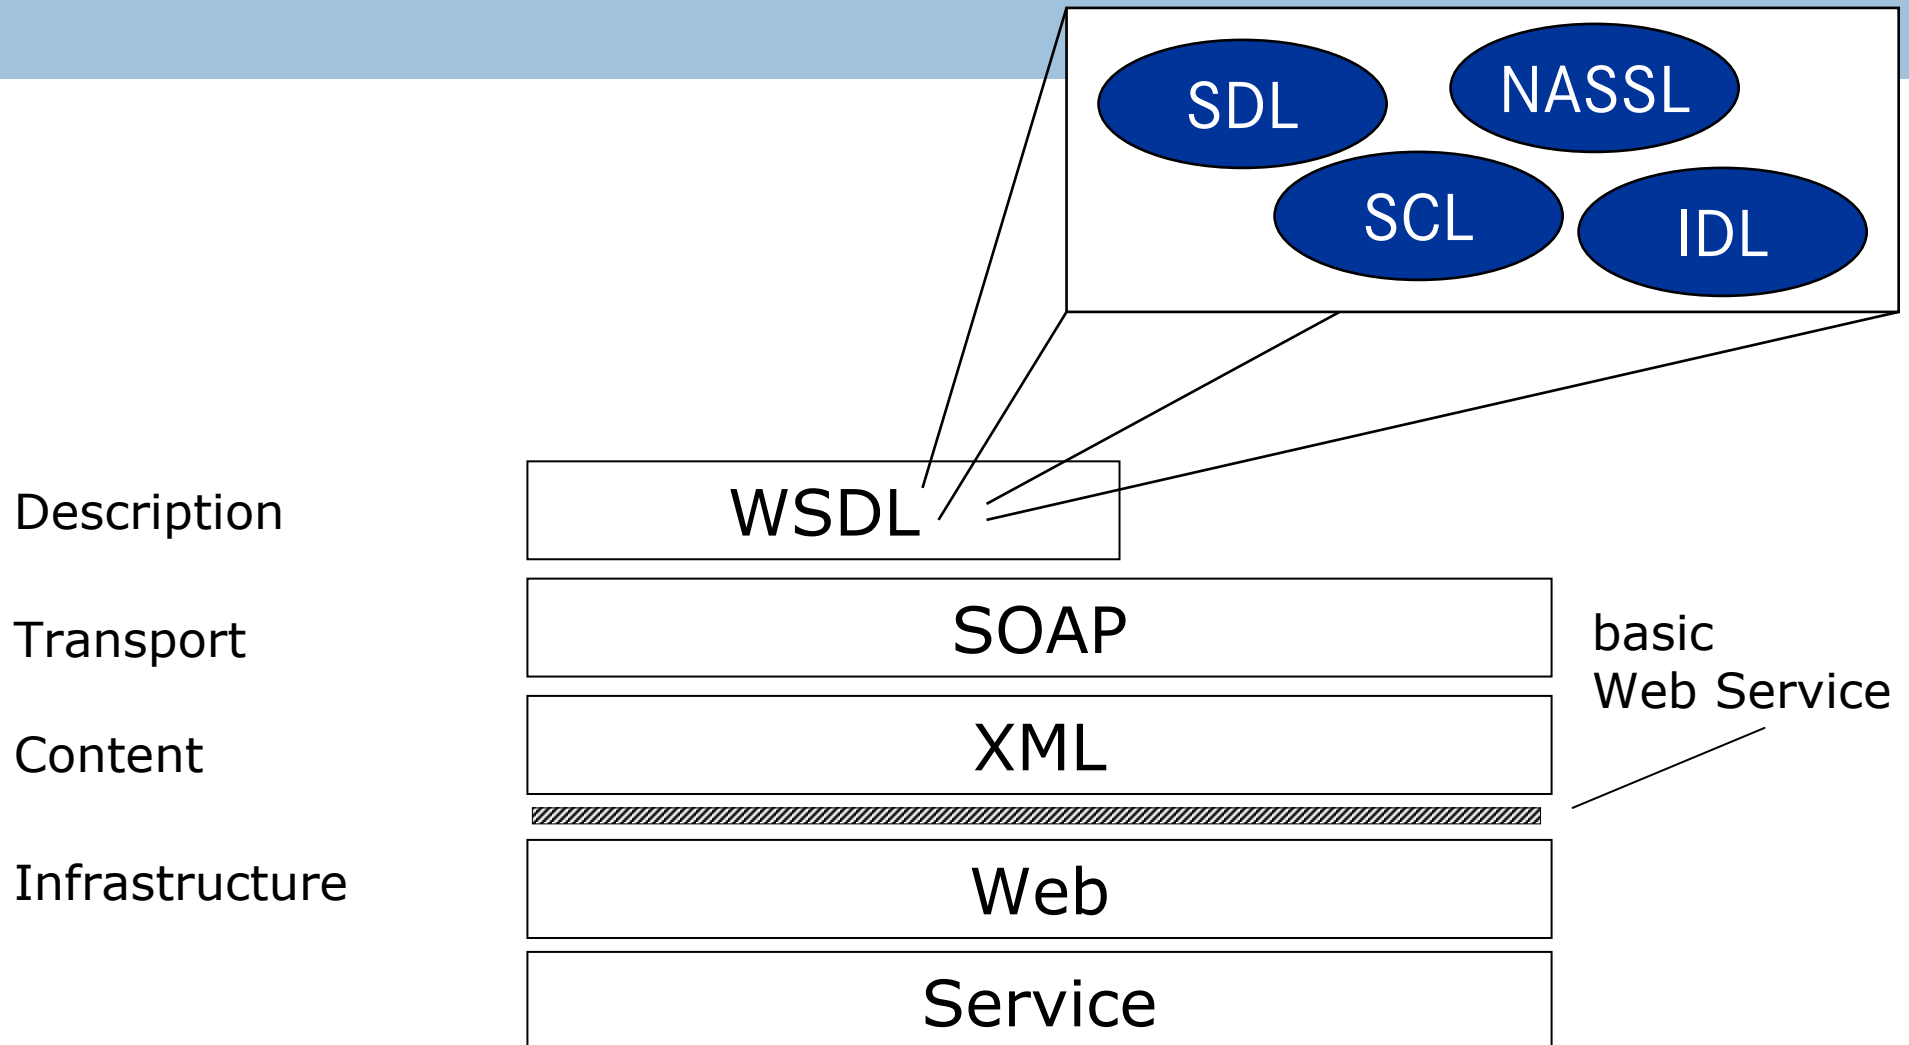 SDL
NASSL
SCL
IDL
Description
WSDL
Transport
SOAP
basic
Web Service
Content
XML
Infrastructure
Web
Service